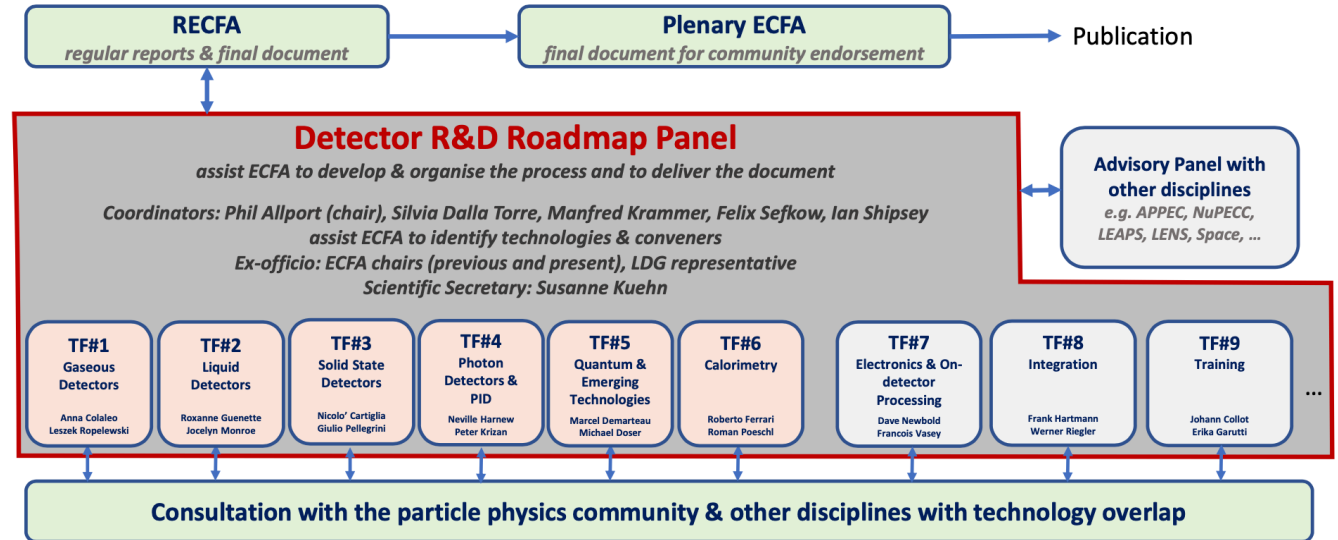 RECFA
regular reports & final document
Plenary ECFA
final document for community endorsement
Publication
Detector R&D Roadmap Panel
assist ECFA to develop & organise the process and to deliver the document
Coordinators: Phil Allport (chair), Silvia Dalla Torre, Manfred Krammer, Felix Sefkow, Ian Shipsey
assist ECFA to identify technologies & conveners
Ex-officio: ECFA chairs (previous and present), LDG representative
Scientific Secretary: Susanne Kuehn
Advisory Panel with
other disciplines
e.g. APPEC, NuPECC,
LEAPS, LENS, Space, ...
TF#1
Gaseous
Detectors
Anna Colaleo
Leszek Ropelewski
TF#2
Liquid
Detectors
Roxanne Guenette
Jocelyn Monroe
TF#3
Solid State
Detectors
Nicolo' Cartiglia
Giulio Pellegrini
TF#4
Photon
Detectors &
PID
Neville Harnew
Peter Krizan
TF#5
Quantum &
Emerging
Technologies
Marcel Demarteau
Michael Doser
TF#6
Calorimetry
Roberto Ferrari
Roman Poeschl
TF#7
Electronics & On-
detector
Processing
Dave Newbold
Francois Vasey
TF#8
Integration
Frank Hartmann
Werner Riegler
TF#9
Training
Johann Collot
Erika Garutti
...
Consultation with the particle physics community & other disciplines with technology overlap